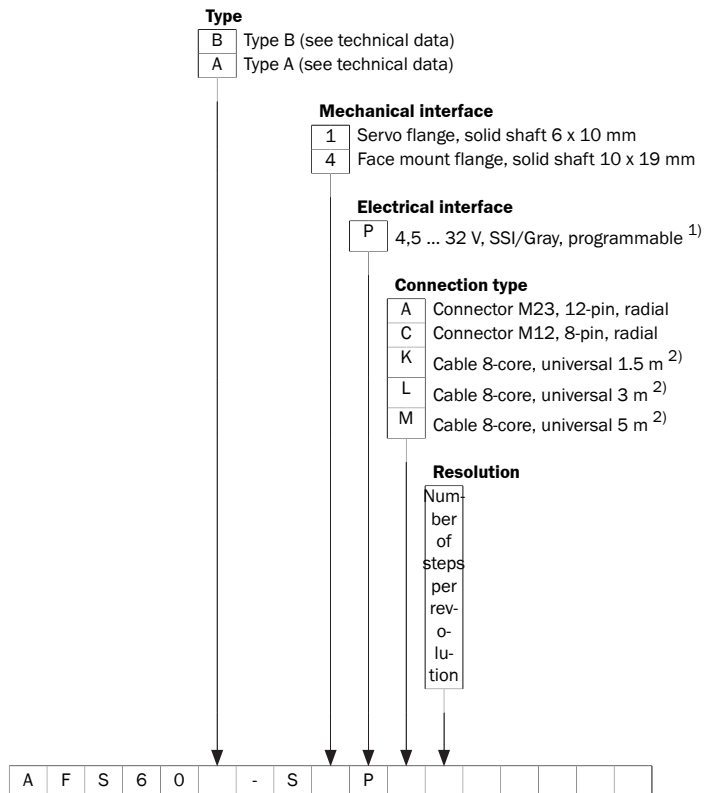 Type
B Type B (see technical data)
A Type A (see technical data)
Mechanical interface
1 Servo flange, solid shaft 6 x 10 mm
4 Face mount flange, solid shaft 10 x 19 mm
Electrical interface
P 4,5 ... 32 V, SSI/Gray, programmable 1)
Connection type
A Connector M23, 12-pin, radial
C Connector M12, 8-pin, radial
K Cable 8-core, universal 1.5 m 2)
L Cable 8-core, universal 3 m 2)
M Cable 8-core, universal 5 m 2)
Resolution
Num-
ber
of
steps
per
rev-
o-
lu-
tion
A F S 6 0 - S P